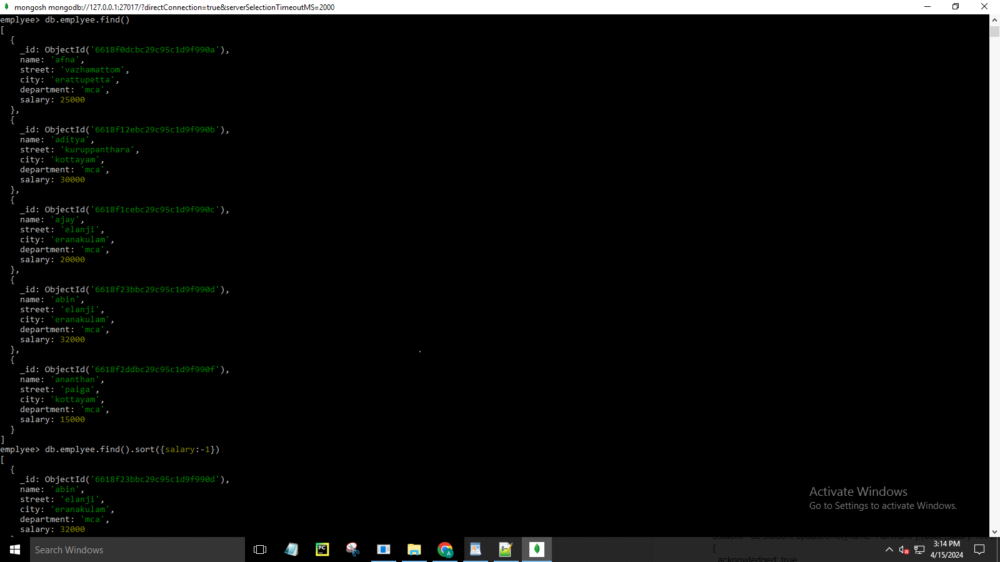 mongosh mongodb://127.0.0.1:27017/?directConnection=true&serverSelectionTimeoutMS=2000
emplyee> db.emplyee.find()
[
  {
    _id: ObjectId('6618f0dcbc29c95c1d9f990a'),
    name: 'afna',
    street: 'vazhamattom',
    city: 'erattupetta',
    department: 'mca',
    salary: 25000
  },
  {
    _id: ObjectId('6618f12ebc29c95c1d9f990b'),
    name: 'aditya',
    street: 'kuruppanthara',
    city: 'kottayam',
    department: 'mca',
    salary: 30000
  },
  {
    _id: ObjectId('6618f1cebc29c95c1d9f990c'),
    name: 'ajay',
    street: 'elanji',
    city: 'eranakulam',
    department: 'mca',
    salary: 20000
  },
  {
    _id: ObjectId('6618f23bbc29c95c1d9f990d'),
    name: 'abin',
    street: 'elanji',
    city: 'eranakulam',
    department: 'mca',
    salary: 32000
  },
  {
    _id: ObjectId('6618f2ddbc29c95c1d9f990f'),
    name: 'ananthan',
    street: 'paiga',
    city: 'kottayam',
    department: 'mca',
    salary: 15000
  }
]
emplyee> db.emplyee.find().sort({salary:-1})
[
  {
    _id: ObjectId('6618f23bbc29c95c1d9f990d'),
    name: 'abin',
    street: 'elanji',
    city: 'eranakulam',
    department: 'mca',
    salary: 32000
Activate Windows
Go to Settings to activate Windows.
Search Windows
PC
A
{
acknowledged: true
3:14 PM
4/15/2024